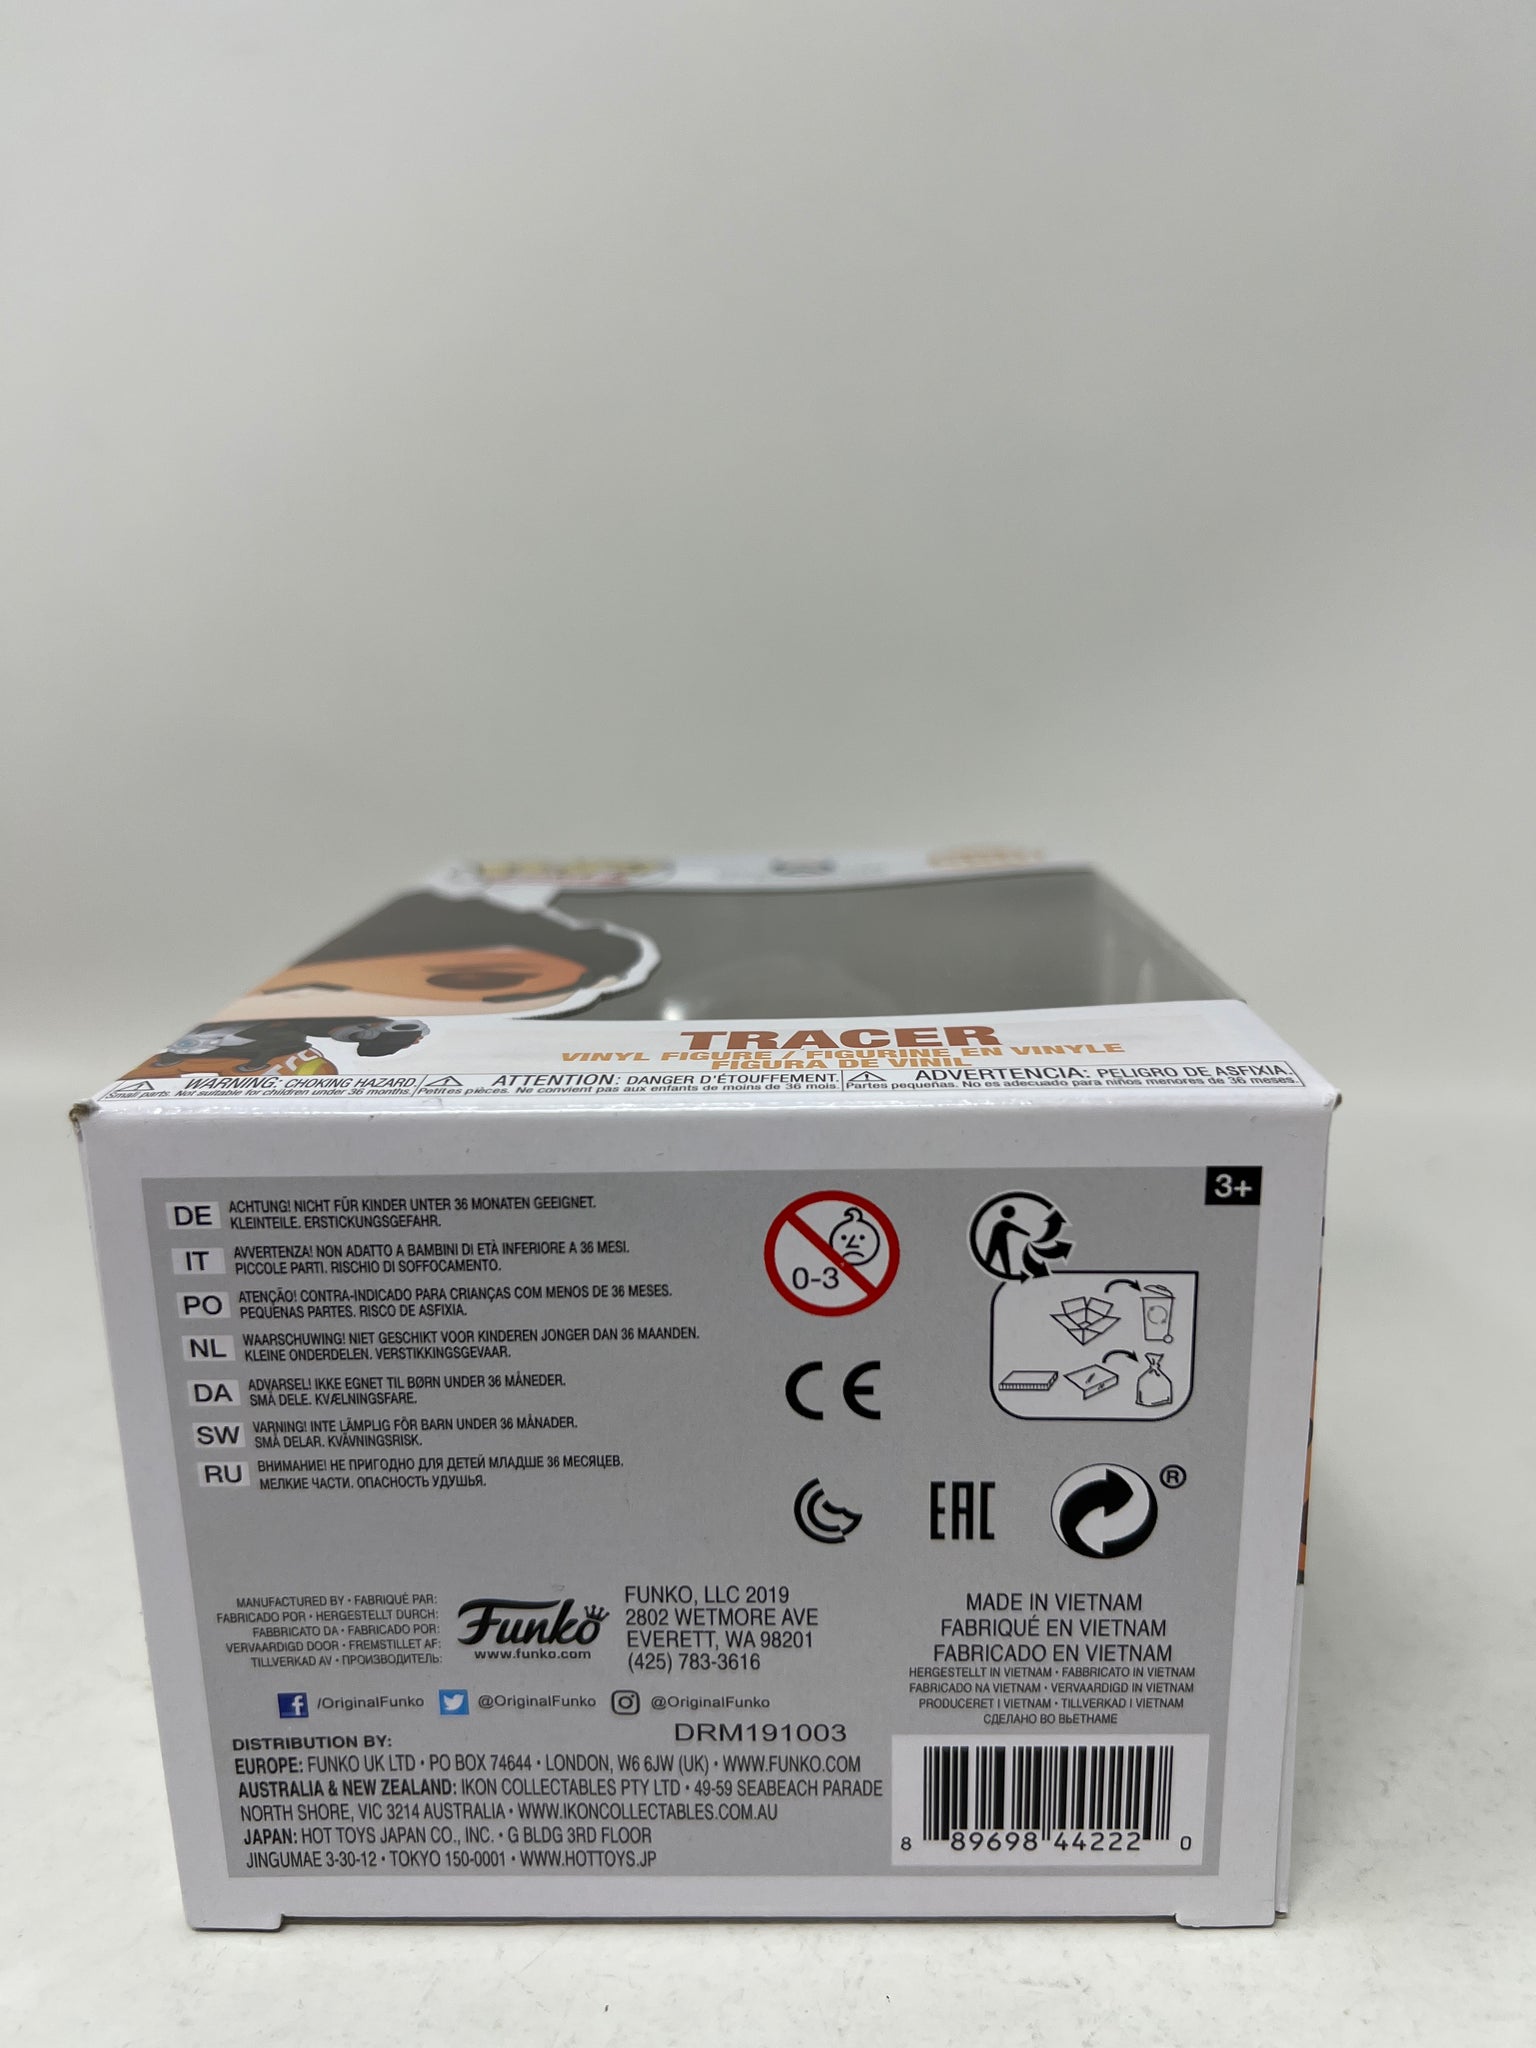 TRACER
VINYL FIGURE / FIGURINE EN VINYLE
FIGURA DE VINIL
WARNING: CHOKING HAZARD.
Small parts. Not suitable for children under 36 months.
ATTENTION: DANGER D'ÉTOUFFEMENT.
Petites pièces. Ne convient pas aux enfants de moins de 36 mois.
ADVERTENCIA: PELIGRO DE ASFIXIA.
Partes pequeñas. No es adecuado para niños menores de 36 meses.
3+
DE ACHTUNG! NICHT FÜR KINDER UNTER 36 MONATEN GEEIGNET.
KLEINTEILE. ERSTICKUNGSGEFAHR.
IT AVVERTENZA! NON ADATTO A BAMBINI DI ETÀ INFERIORE A 36 MESI.
PICCOLE PARTI. RISCHIO DI SOFFOCAMENTO.
PO ATENÇÃO! CONTRA-INDICADO PARA CRIANÇAS COM MENOS DE 36 MESES.
PEQUENAS PARTES. RISCO DE ASFIXIA.
NL WAARSCHUWING! NIET GESCHIKT VOOR KINDEREN JONGER DAN 36 MAANDEN.
KLEINE ONDERDELEN. VERSTIKKINGSGEVAAR.
DA ADVARSEL! IKKE EGNET TIL BØRN UNDER 36 MÅNEDER.
SMÅ DELE. KVÆLNINGSFARE.
SW VARNING! INTE LÄMPLIG FÖR BARN UNDER 36 MÅNADER.
SMÅ DELAR. KVÄVNINGSRISK.
RU ВНИМАНИЕ! НЕ ПРИГОДНО ДЛЯ ДЕТЕЙ МЛАДШЕ 36 МЕСЯЦЕВ.
МЕЛКИЕ ЧАСТИ. ОПАСНОСТЬ УДУШЬЯ.
0-3
CE
EAC
®
MANUFACTURED BY • FABRIQUÉ PAR:
FABRICADO POR • HERGESTELLT DURCH:
FABBRICATO DA • FABRICADO POR:
VERVAARDIGD DOOR • FREMSTILLET AF:
TILLVERKAD AV • ПРОИЗВОДИТЕЛЬ:
Funko
www.funko.com
FUNKO, LLC 2019
2802 WETMORE AVE
EVERETT, WA 98201
(425) 783-3616
MADE IN VIETNAM
FABRIQUÉ EN VIETNAM
FABRICADO EN VIETNAM
HERGESTELLT IN VIETNAM • FABBRICATO IN VIETNAM
FABRICADO NA VIETNAM • VERVAARDIGD IN VIETNAM
PRODUCERET I VIETNAM • TILLVERKAD I VIETNAM
СДЕЛАНО ВО ВЬЕТНАМЕ
/OriginalFunko @OriginalFunko @OriginalFunko
DRM191003
DISTRIBUTION BY:
EUROPE: FUNKO UK LTD • PO BOX 74644 • LONDON, W6 6JW (UK) • WWW.FUNKO.COM
AUSTRALIA & NEW ZEALAND: IKON COLLECTABLES PTY LTD • 49-59 SEABEACH PARADE
NORTH SHORE, VIC 3214 AUSTRALIA • WWW.IKONCOLLECTABLES.COM.AU
JAPAN: HOT TOYS JAPAN CO., INC. • G BLDG 3RD FLOOR
JINGUMAE 3-30-12 • TOKYO 150-0001 • WWW.HOTTOYS.JP
8 89698 44222 0